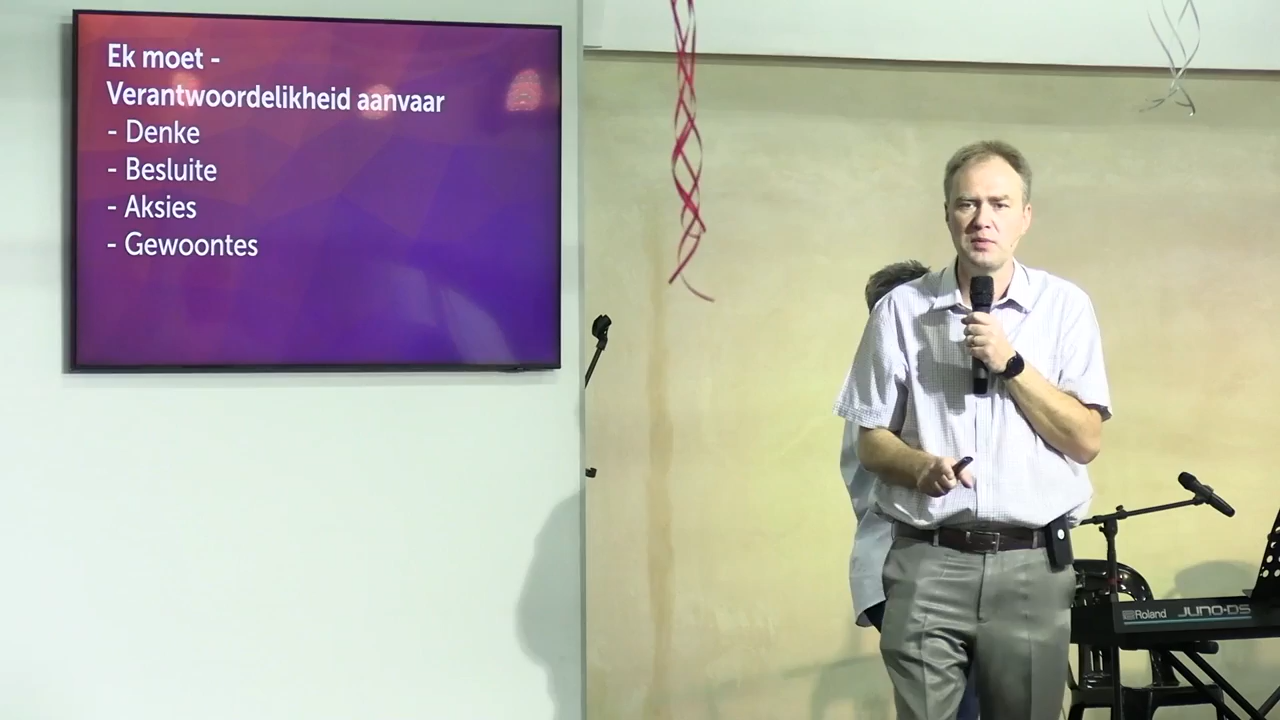 Ek moet -
Verantwoordelikheid aanvaar
- Denke
- Besluite
- Aksies
- Gewoontes
Roland JUNO-DS